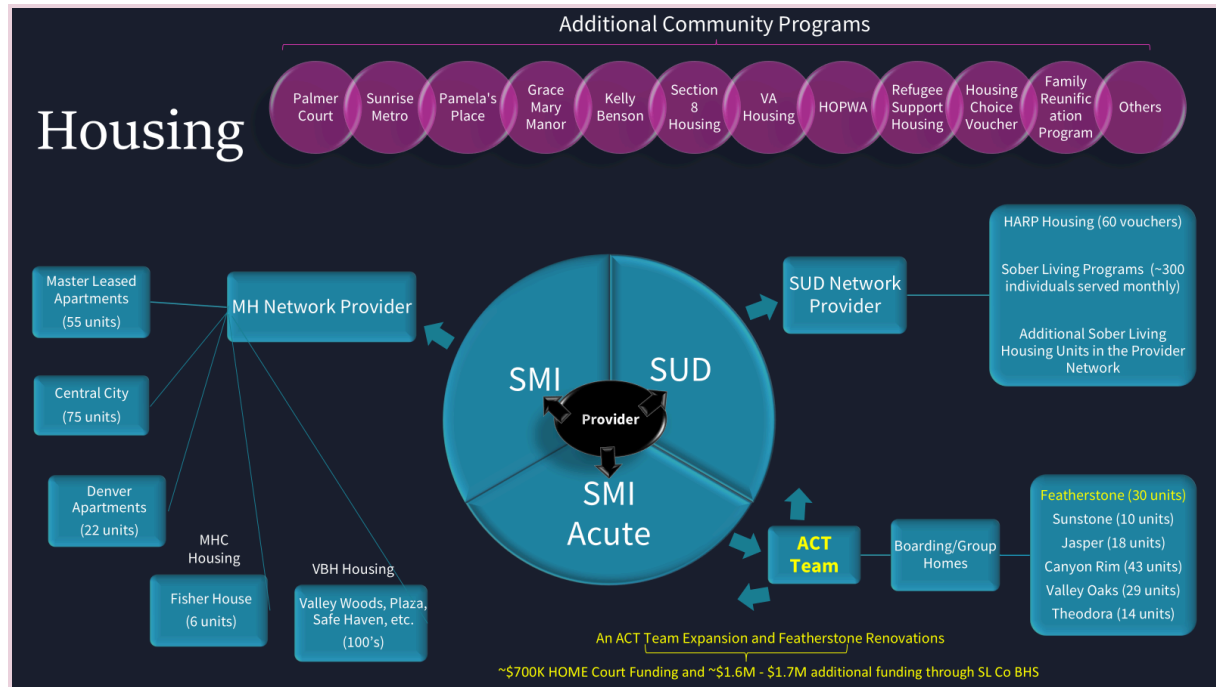 Additional Community Programs
Housing
Palmer
Court
Sunrise
Metro
Pamela's
Place
Grace
Mary
Manor
Kelly
Benson
Section
8
Housing
VA
Housing
HOPWA
Refugee
Support
Housing
Housing
Choice
Voucher
Family
Reunific
ation
Program
Others
Master Leased
Apartments
(55 units)
MH Network Provider
Central City
(75 units)
Denver
Apartments
(22 units)
MHC
Housing
Fisher House
(6 units)
VBH Housing
Valley Woods, Plaza,
Safe Haven, etc.
(100's)
SMI
SUD
Provider
SMI
Acute
SUD Network
Provider
HARP Housing (60 vouchers)
Sober Living Programs (~300
individuals served monthly)
Additional Sober Living
Housing Units in the Provider
Network
ACT
Team
Boarding/Group
Homes
Featherstone (30 units)
Sunstone (10 units)
Jasper (18 units)
Canyon Rim (43 units)
Valley Oaks (29 units)
Theodora (14 units)
An ACT Team Expansion and Featherstone Renovations
~$700K HOME Court Funding and ~$1.6M - $1.7M additional funding through SL Co BHS